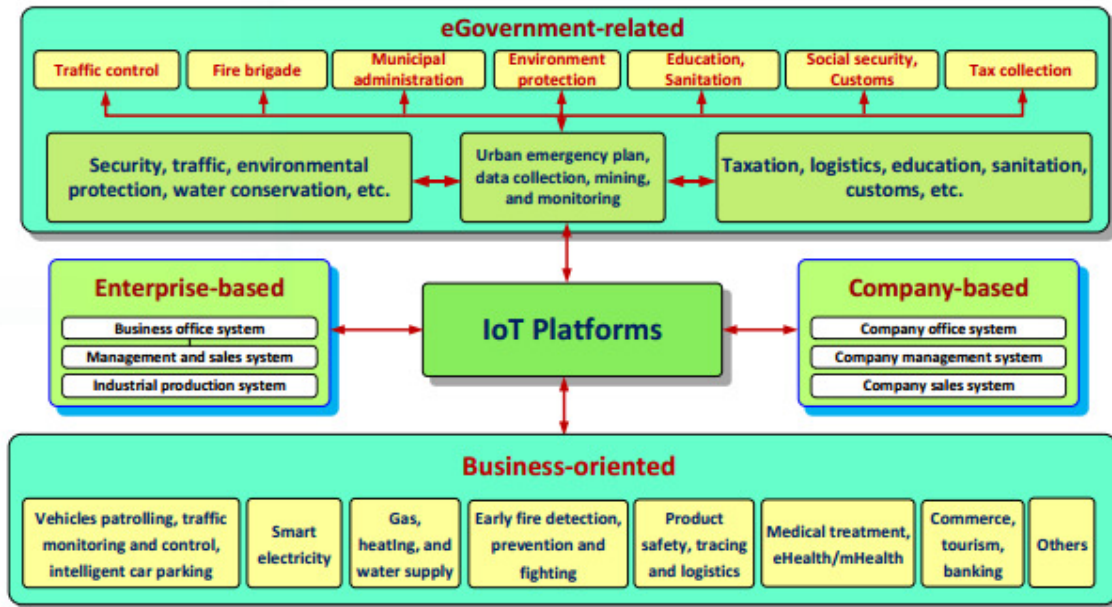 eGovernment-related
Traffic control
Fire brigade
Municipal
administration
Environment
protection
Education,
Sanitation
Social security,
Customs
Tax collection
Security, traffic, environmental
protection, water conservation, etc.
Urban emergency plan,
data collection, mining,
and monitoring
Taxation, logistics, education, sanitation,
customs, etc.
Enterprise-based
Business office system
Management and sales system
Industrial production system
IoT Platforms
Company-based
Company office system
Company management system
Company sales system
Business-oriented
Vehicles patrolling, traffic
monitoring and control,
intelligent car parking
Smart
electricity
Gas,
heating, and
water supply
Early fire detection,
prevention and
fighting
Product
safety, tracing
and logistics
Medical treatment,
eHealth/mHealth
Commerce,
tourism,
banking
Others